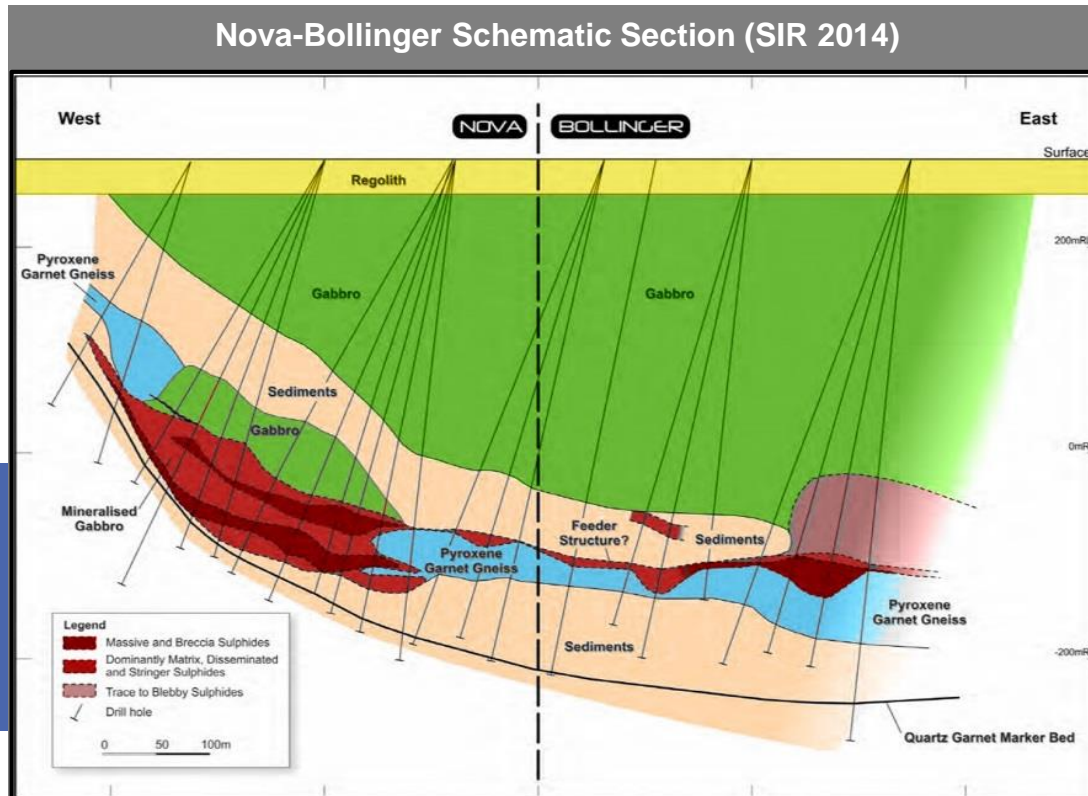 Nova-Bollinger Schematic Section (SIR 2014)
West
NOVA
BOLLINGER
East
Surface
Regolith
200mRL
Pyroxene
Garnet Gneiss
Gabbro
Gabbro
Sediments
Gabbro
0mR
Mineralised
Gabbro
Feeder
Structure?
Sediments
Pyroxene
Garnet Gneiss
Pyroxene
Garnet Gneiss
Sediments
-200mR
Quartz Garnet Marker Bed
Legend
Massive and Breccia Sulphides
Dominantly Matrix, Disseminated
and Stringer Sulphides
Trace to Blebby Sulphides
Drill hole
0 50 100m